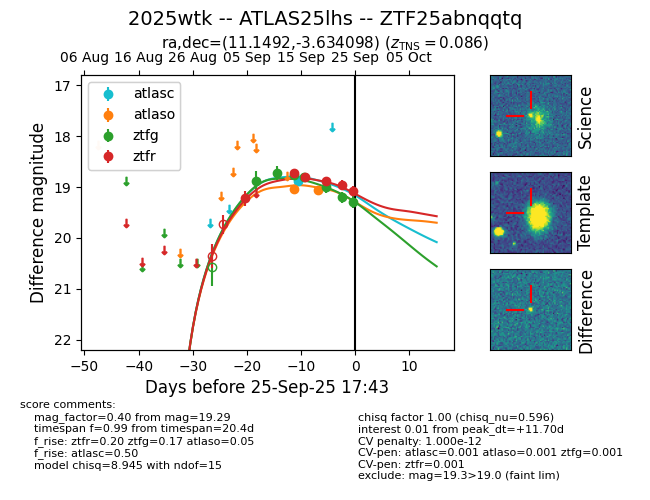 2025wtk -- ATLAS25lhs -- ZTF25abnqqtq
ra,dec=(11.1492,-3.634098) (z_TNS = 0.086)
06 Aug 16 Aug 26 Aug 05 Sep 15 Sep 25 Sep 05 Oct
17
18
19
20
21
22
Difference magnitude
atlasc
atlaso
ztfg
ztfr
−50 −40 −30 −20 −10 0 10
Days before 25-Sep-25 17:43
Science
Template
Difference
score comments:
mag_factor=0.40 from mag=19.29
timespan f=0.99 from timespan=20.4d
f_rise: ztfr=0.20 ztfg=0.17 atlaso=0.05
f_rise: atlasc=0.50
model chisq=8.945 with ndof=15
chisq factor 1.00 (chisq_nu=0.596)
interest 0.01 from peak_dt=+11.70d
CV penalty: 1.000e-12
CV-pen: atlasc=0.001 atlaso=0.001 ztfg=0.001
CV-pen: ztfr=0.001
exclude: mag=19.3>19.0 (faint lim)